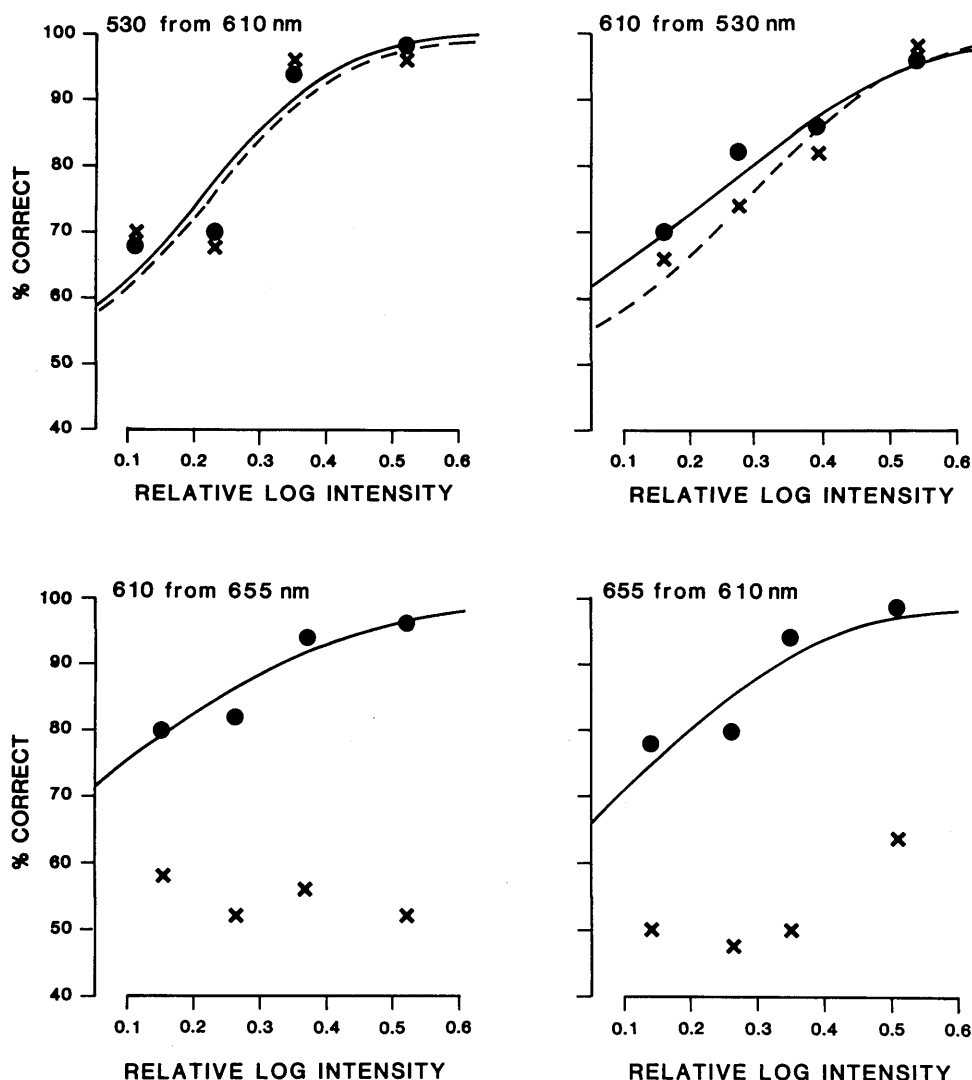 530 from 610 nm
100
90
80
70
60
50
40
% CORRECT
0.1 0.2 0.3 0.4 0.5 0.6
RELATIVE LOG INTENSITY
610 from 530 nm
0.1 0.2 0.3 0.4 0.5 0.6
RELATIVE LOG INTENSITY
610 from 655 nm
100
90
80
70
60
50
40
% CORRECT
0.1 0.2 0.3 0.4 0.5 0.6
RELATIVE LOG INTENSITY
655 from 610 nm
0.1 0.2 0.3 0.4 0.5 0.6
RELATIVE LOG INTENSITY